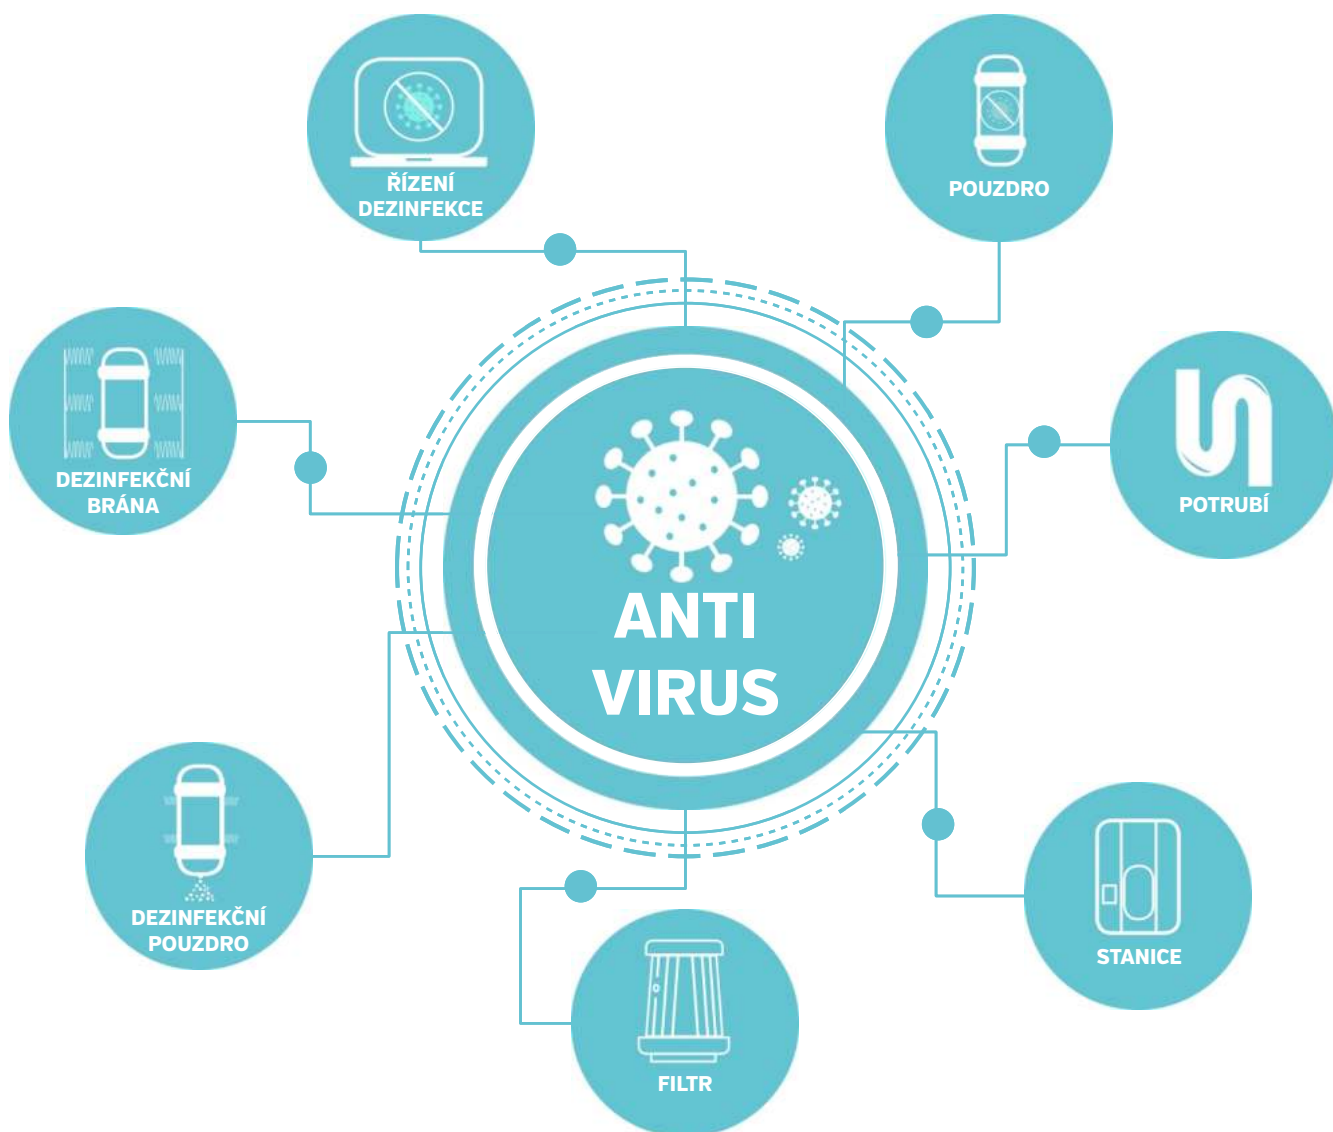 ŘÍZENÍ
DEZINFEKCE
POUZDRO
DEZINFEKČNÍ
BRÁNA
POTRUBÍ
ANTI
VIRUS
DEZINFEKČNÍ
POUZDRO
STANICE
FILTR